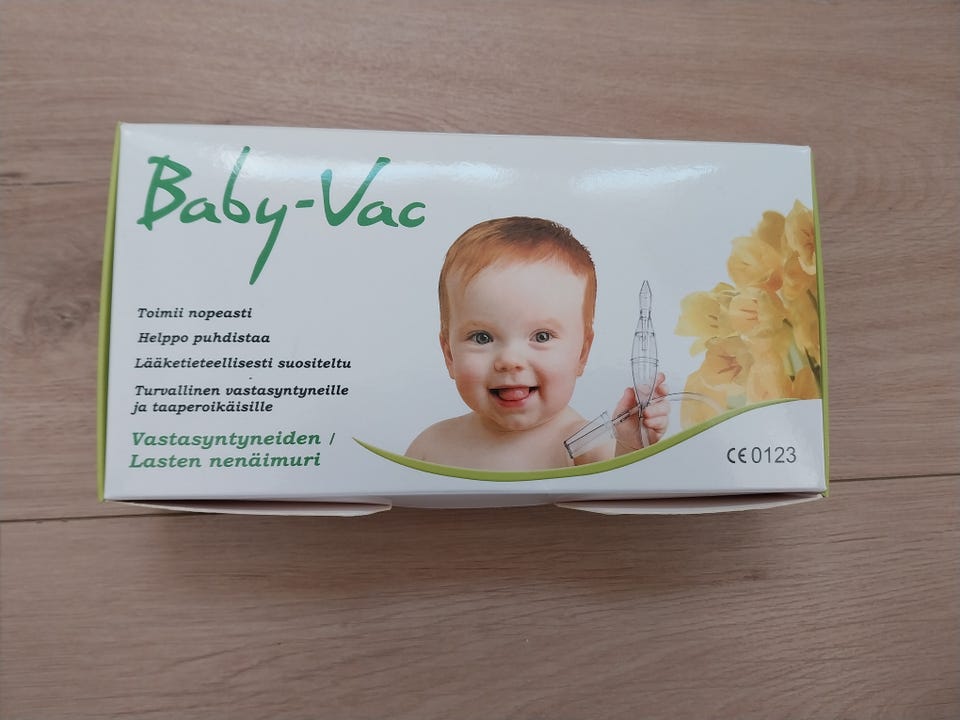 Baby-Vac
Toimii nopeasti
Helppo puhdistaa
Lääketieteellisesti suositeltu
Turvallinen vastasyntyneille
ja taaperoikäisille
Vastasyntyneiden /
Lasten nenäimuri
CE 0123